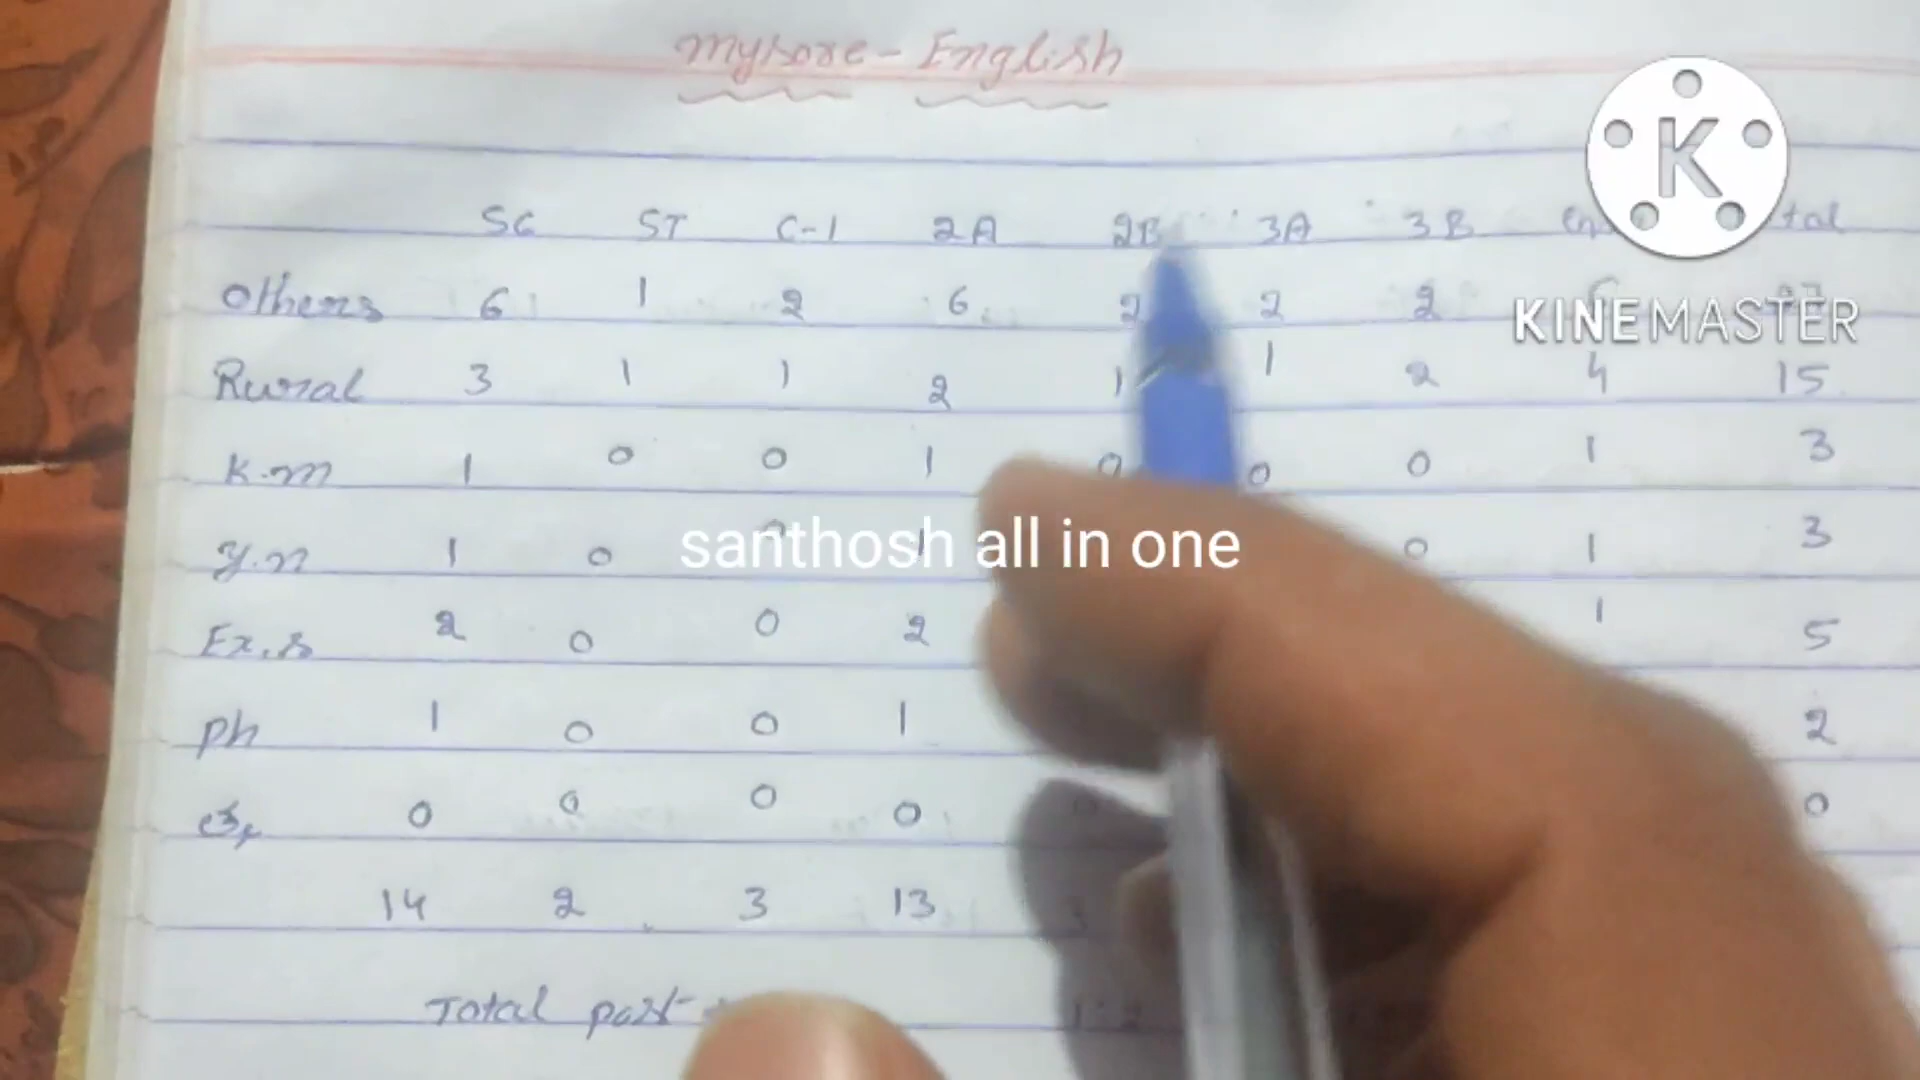 Mysore - English
SC ST C-1 2A 2B 3A 3B
Others 6 1 2 6 2 2 2
Rural 3 1 1 2 1 1 2 4 15
K.M 1 0 0 1 0 0 0 1 3
y.n 1 0 0 1 0 1 3
Ex.s 2 0 0 2 1 5
ph 1 0 0 1 2
0 0 0 0 0
14 2 3 13
Total post
K
KINEMASTER
santhosh all in one